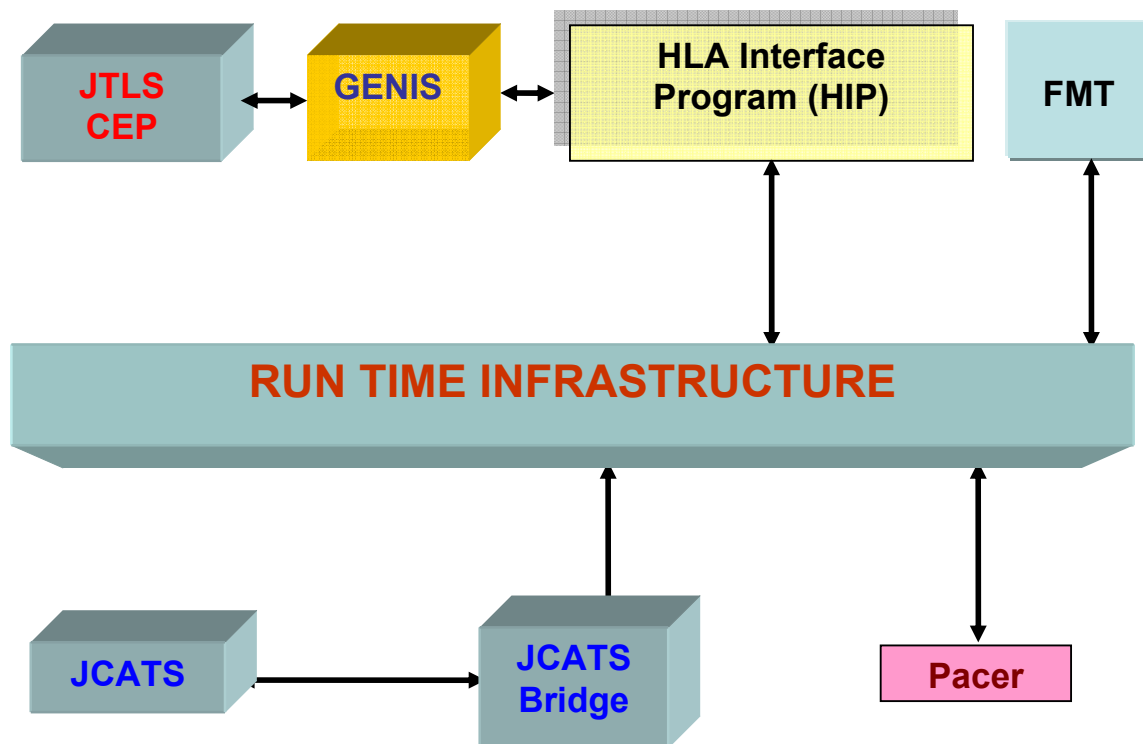 JTLS
CEP
GENIS
HLA Interface
Program (HIP)
FMT
RUN TIME INFRASTRUCTURE
JCATS
JCATS
Bridge
Pacer